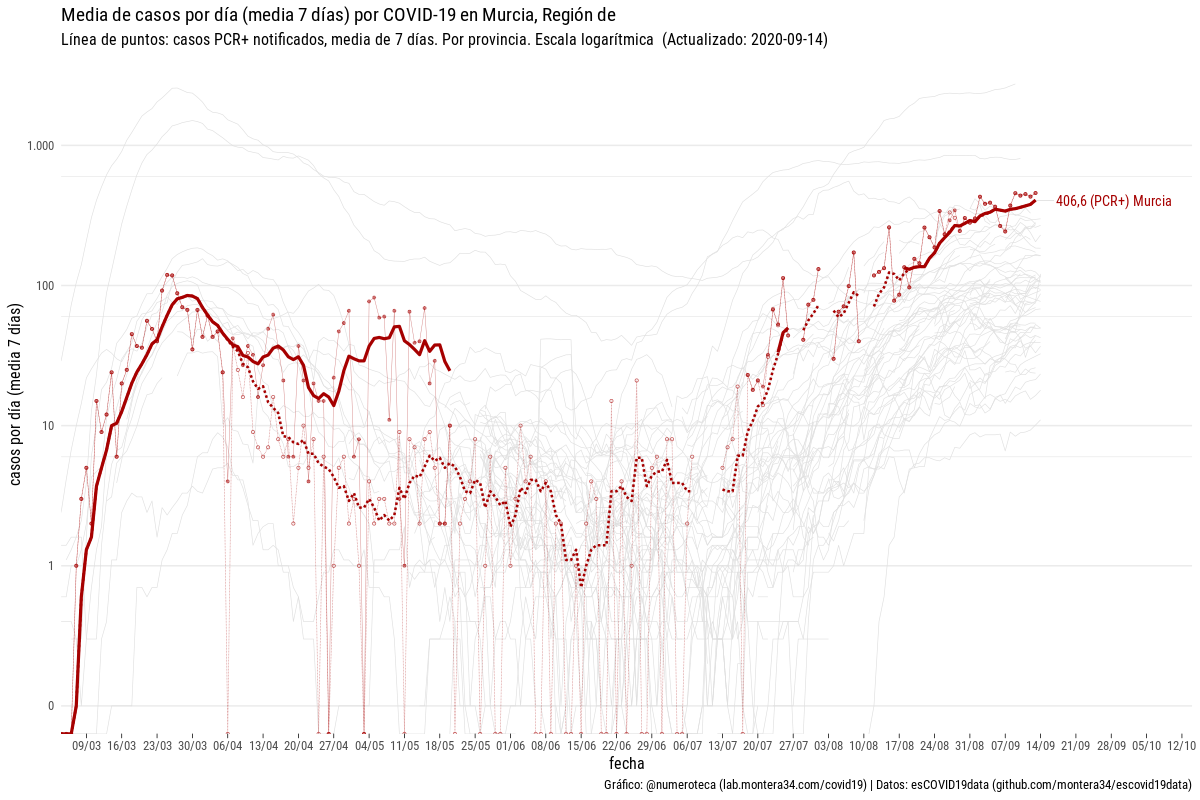 Media de casos por día (media 7 días) por COVID-19 en Murcia, Región de
Línea de puntos: casos PCR+ notificados, media de 7 días. Por provincia. Escala logarítmica (Actualizado: 2020-09-14)
casos por día (media 7 días)
1.000
100
10
1
0
406,6 (PCR+) Murcia
09/03 16/03 23/03 30/03 06/04 13/04 20/04 27/04 04/05 11/05 18/05 25/05 01/06 08/06 15/06 22/06 29/06 06/07 13/07 20/07 27/07 03/08 10/08 17/08 24/08 31/08 07/09 14/09 21/09 28/09 05/10 12/10
fecha
Gráfico: @numeroteca (lab.montera34.com/covid19) | Datos: esCOVID19data (github.com/montera34/escovid19data)